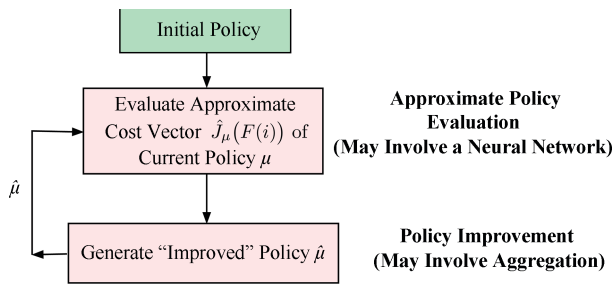 Initial Policy
Evaluate Approximate
Cost Vector Ĵ_μ(F(i)) of
Current Policy μ
Approximate Policy
Evaluation
(May Involve a Neural Network)
μ̂
Generate “Improved” Policy μ̂
Policy Improvement
(May Involve Aggregation)